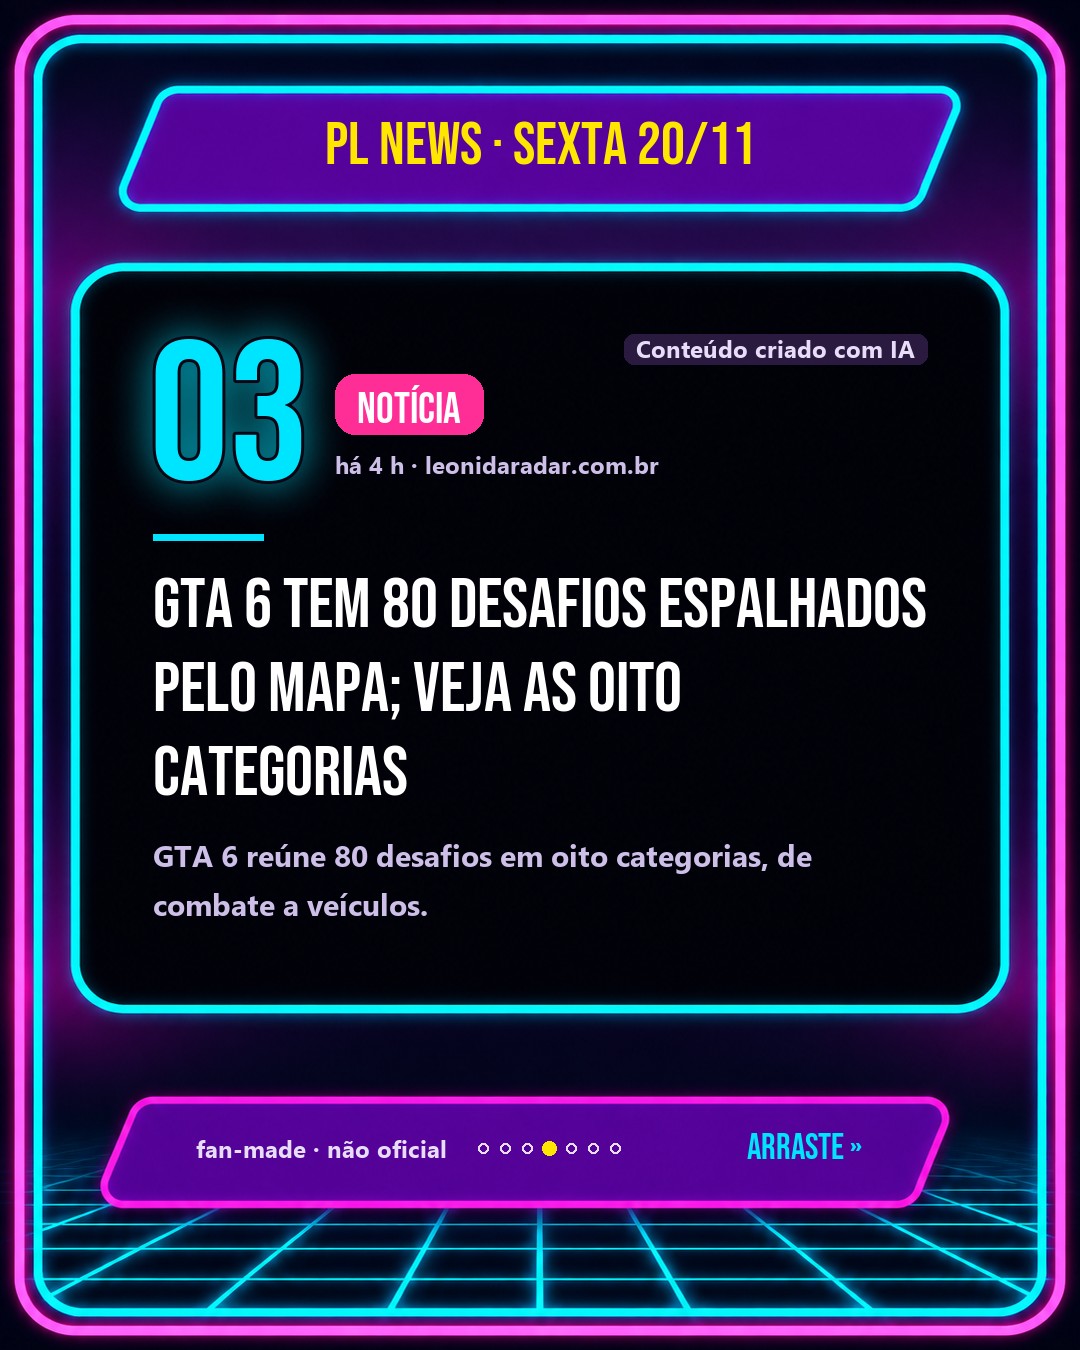 PL NEWS · SEXTA 20/11
03
Conteúdo criado com IA
NOTÍCIA
há 4 h · leonidaradar.com.br
GTA 6 TEM 80 DESAFIOS ESPALHADOS
PELO MAPA; VEJA AS OITO
CATEGORIAS
GTA 6 reúne 80 desafios em oito categorias, de
combate a veículos.
fan-made · não oficial
ARRASTE »